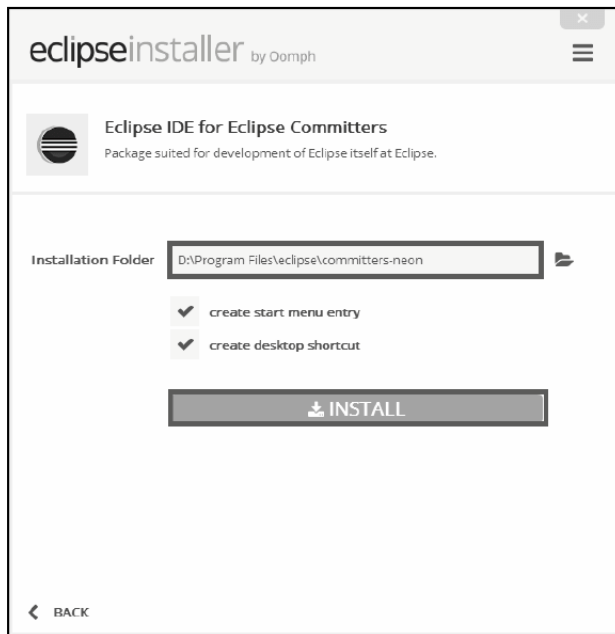 eclipseinstaller by Oomph
Eclipse IDE for Eclipse Committers
Package suited for development of Eclipse itself at Eclipse.
Installation Folder D:\Program Files\eclipse\committers-neon
create start menu entry
create desktop shortcut
INSTALL
BACK